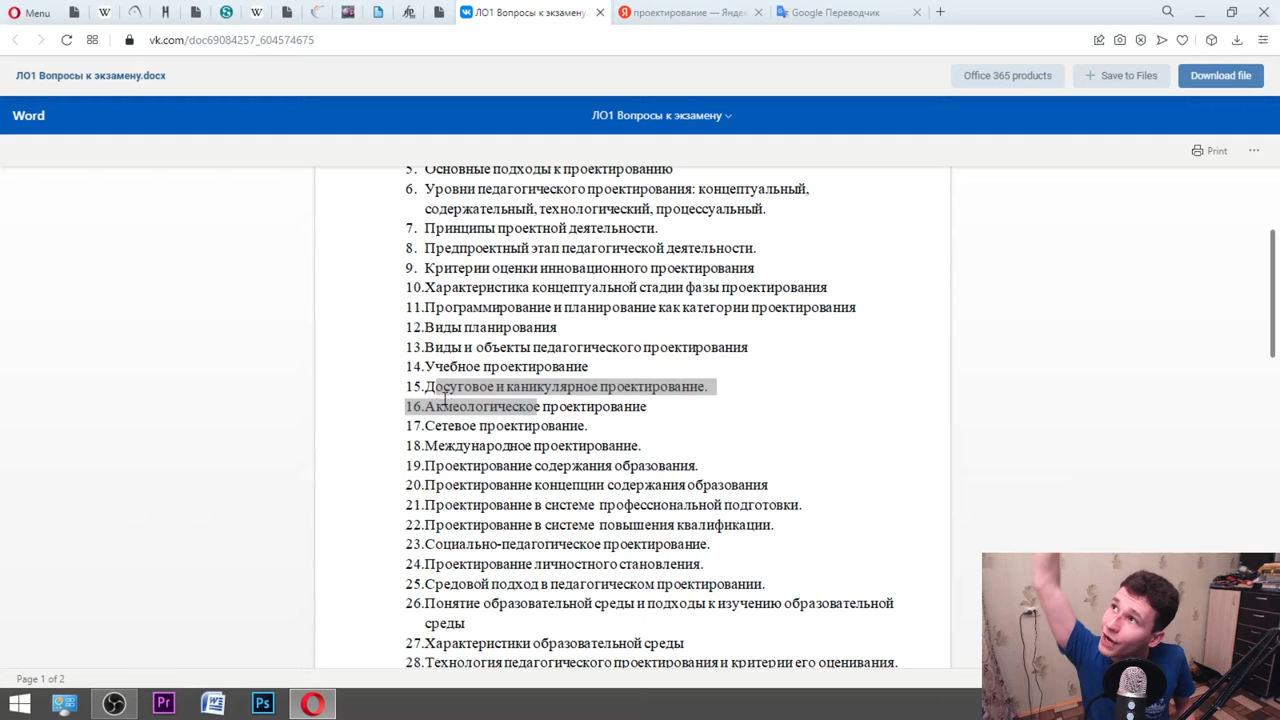 Menu
ЛО1 Вопросы к экзамену.
проектирование — Яндек
Google Переводчик
vk.com/doc69084257_604574675
ЛО1 Вопросы к экзамену.docx
Office 365 products
Save to Files
Download file
Word
ЛО1 Вопросы к экзамену
Print
5. Основные подходы к проектированию
6. Уровни педагогического проектирования: концептуальный,
содержательный, технологический, процессуальный.
7. Принципы проектной деятельности.
8. Предпроектный этап педагогической деятельности.
9. Критерии оценки инновационного проектирования
10.Характеристика концептуальной стадии фазы проектирования
11.Программирование и планирование как категории проектирования
12.Виды планирования
13.Виды и объекты педагогического проектирования
14.Учебное проектирование
15.Досуговое и каникулярное проектирование.
16.Акмеологическое проектирование
17.Сетевое проектирование.
18.Международное проектирование.
19.Проектирование содержания образования.
20.Проектирование концепции содержания образования
21.Проектирование в системе профессиональной подготовки.
22.Проектирование в системе повышения квалификации.
23.Социально-педагогическое проектирование.
24.Проектирование личностного становления.
25.Средовой подход в педагогическом проектировании.
26.Понятие образовательной среды и подходы к изучению образовательной
среды
27.Характеристики образовательной среды
28.Технология педагогического проектирования и критерии его оценивания.
Page 1 of 2
Pr
Ps